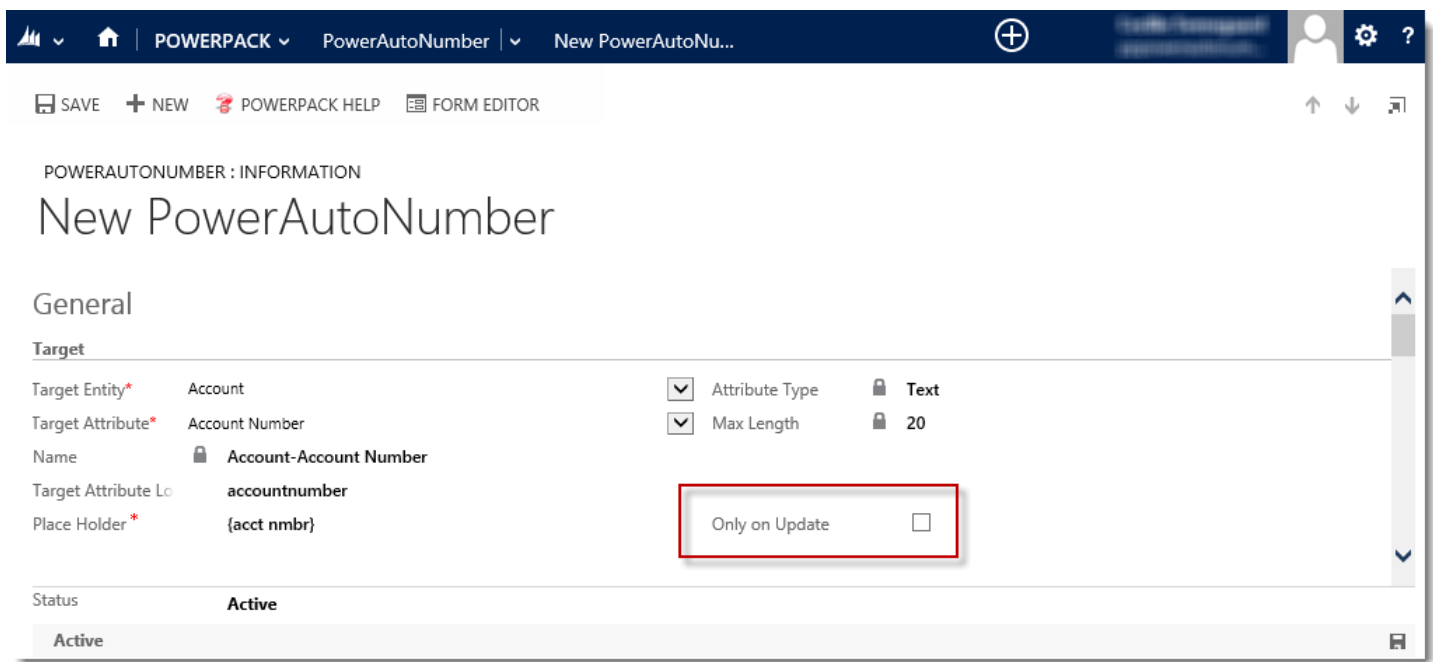 POWERPACK PowerAutoNumber New PowerAutoNu... ?
SAVE NEW POWERPACK HELP FORM EDITOR
POWERAUTONUMBER : INFORMATION
New PowerAutoNumber
General
Target
Target Entity* Account Attribute Type Text
Target Attribute* Account Number Max Length 20
Name Account-Account Number
Target Attribute Lo accountnumber
Place Holder* {acct nmbr} Only on Update
Status Active
Active